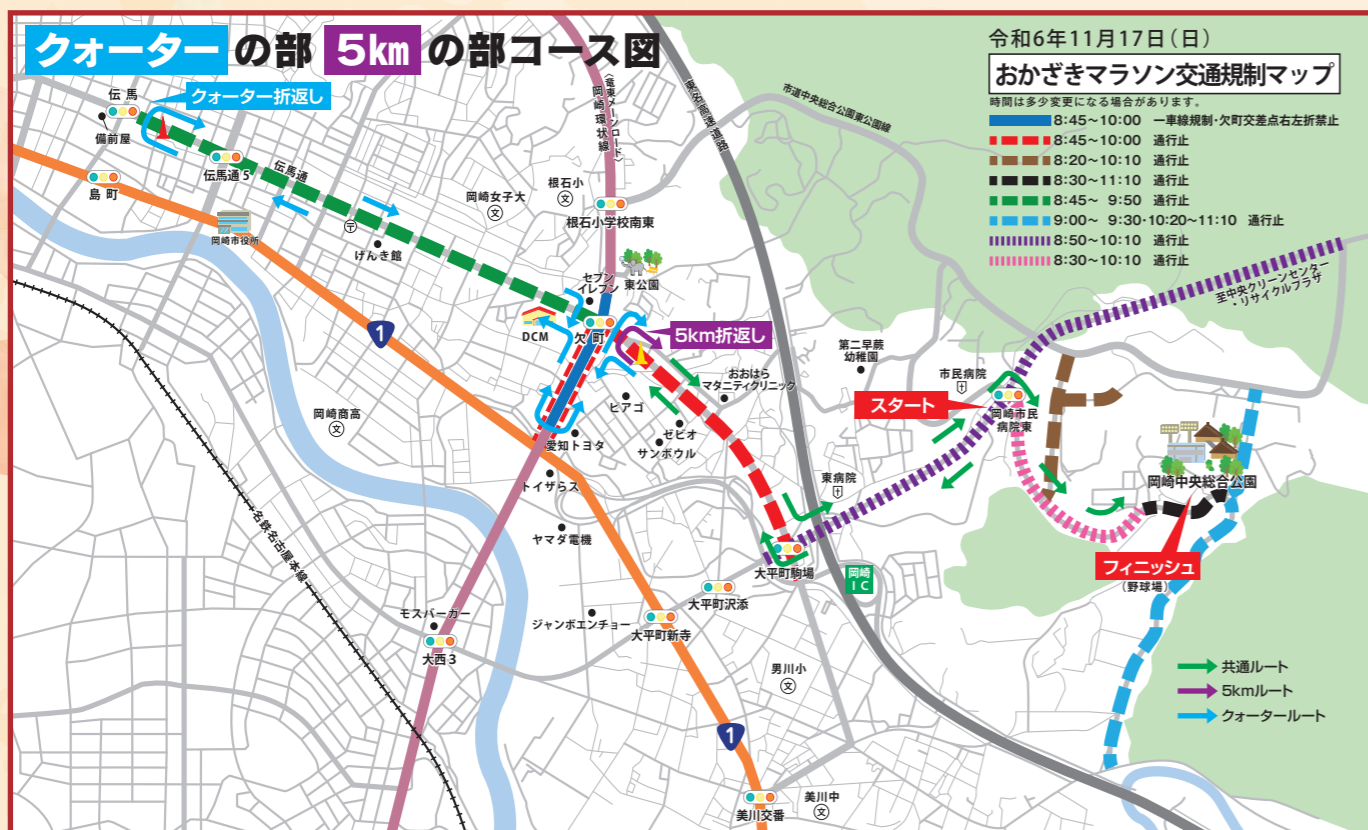 クォーターの部 5kmの部コース図
令和6年11月17日(日)
おかざきマラソン交通規制マップ
時間は多少変更になる場合があります。
8:45〜10:00 一車線規制・欠町交差点右左折禁止
8:45〜10:00 通行止
8:20〜10:10 通行止
8:30〜11:10 通行止
8:45〜 9:50 通行止
9:00〜 9:30・10:20〜11:10 通行止
8:50〜10:10 通行止
8:30〜10:10 通行止
伝馬
クォーター折返し
備前屋
伝馬通5
伝馬通
島町
岡崎市役所
〒
げんき館
岡崎女子大
文
根石小
文
〈竜東メーンロード〉
岡崎環状線
東名高速道路
市道中央総合公園東公園線
根石小学校南東
東公園
セブン
イレブン
DCM
欠町
5km折返し
1
おおはら
マタニティクリニック
第二早蕨
幼稚園
市民病院
スタート
岡崎市民
病院東
至中央クリーンセンター
・リサイクルプラザ
岡崎中央総合公園
フィニッシュ
(野球場)
岡崎商高
文
ピアゴ
ゼビオ
サンボウル
愛知トヨタ
トイザらス
ヤマダ電機
東病院
大平町駒場
岡崎
IC
名鉄名古屋本線
モスバーガー
大西3
ジャンボエンチョー
大平町沢添
大平町新寺
男川小
文
1
美川交番
美川中
文
共通ルート
5kmルート
クォータールート